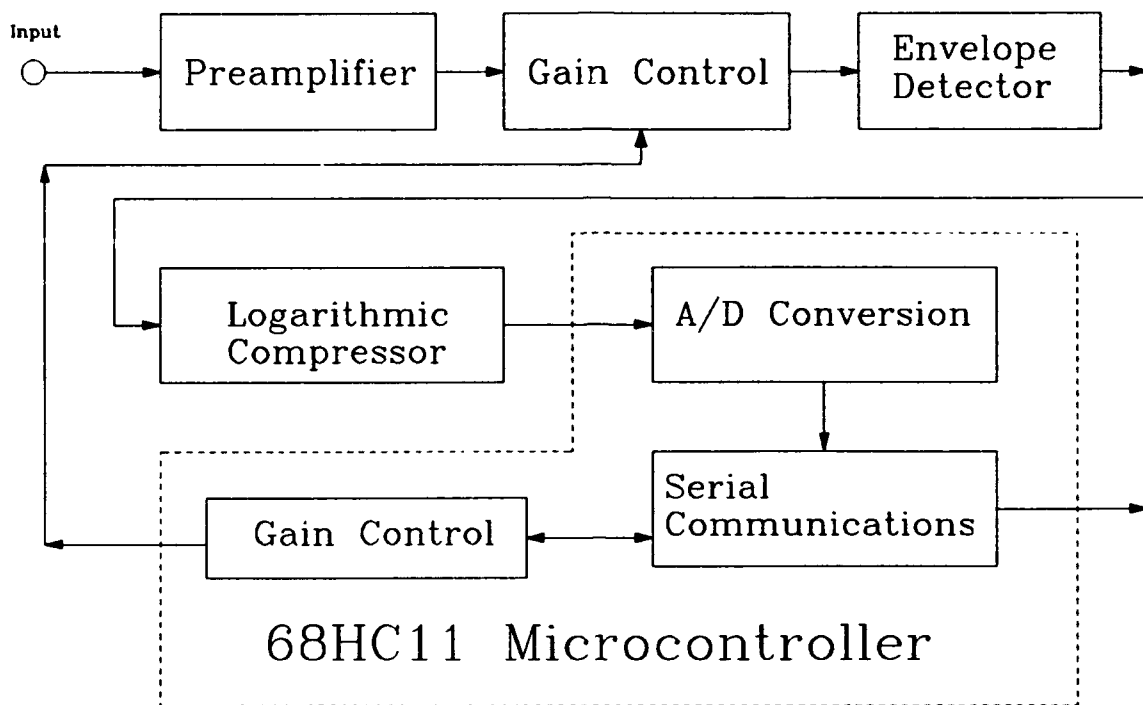 Input
Preamplifier
Gain Control
Envelope
Detector
Logarithmic
Compressor
A/D Conversion
Serial
Communications
Gain Control
68HC11 Microcontroller